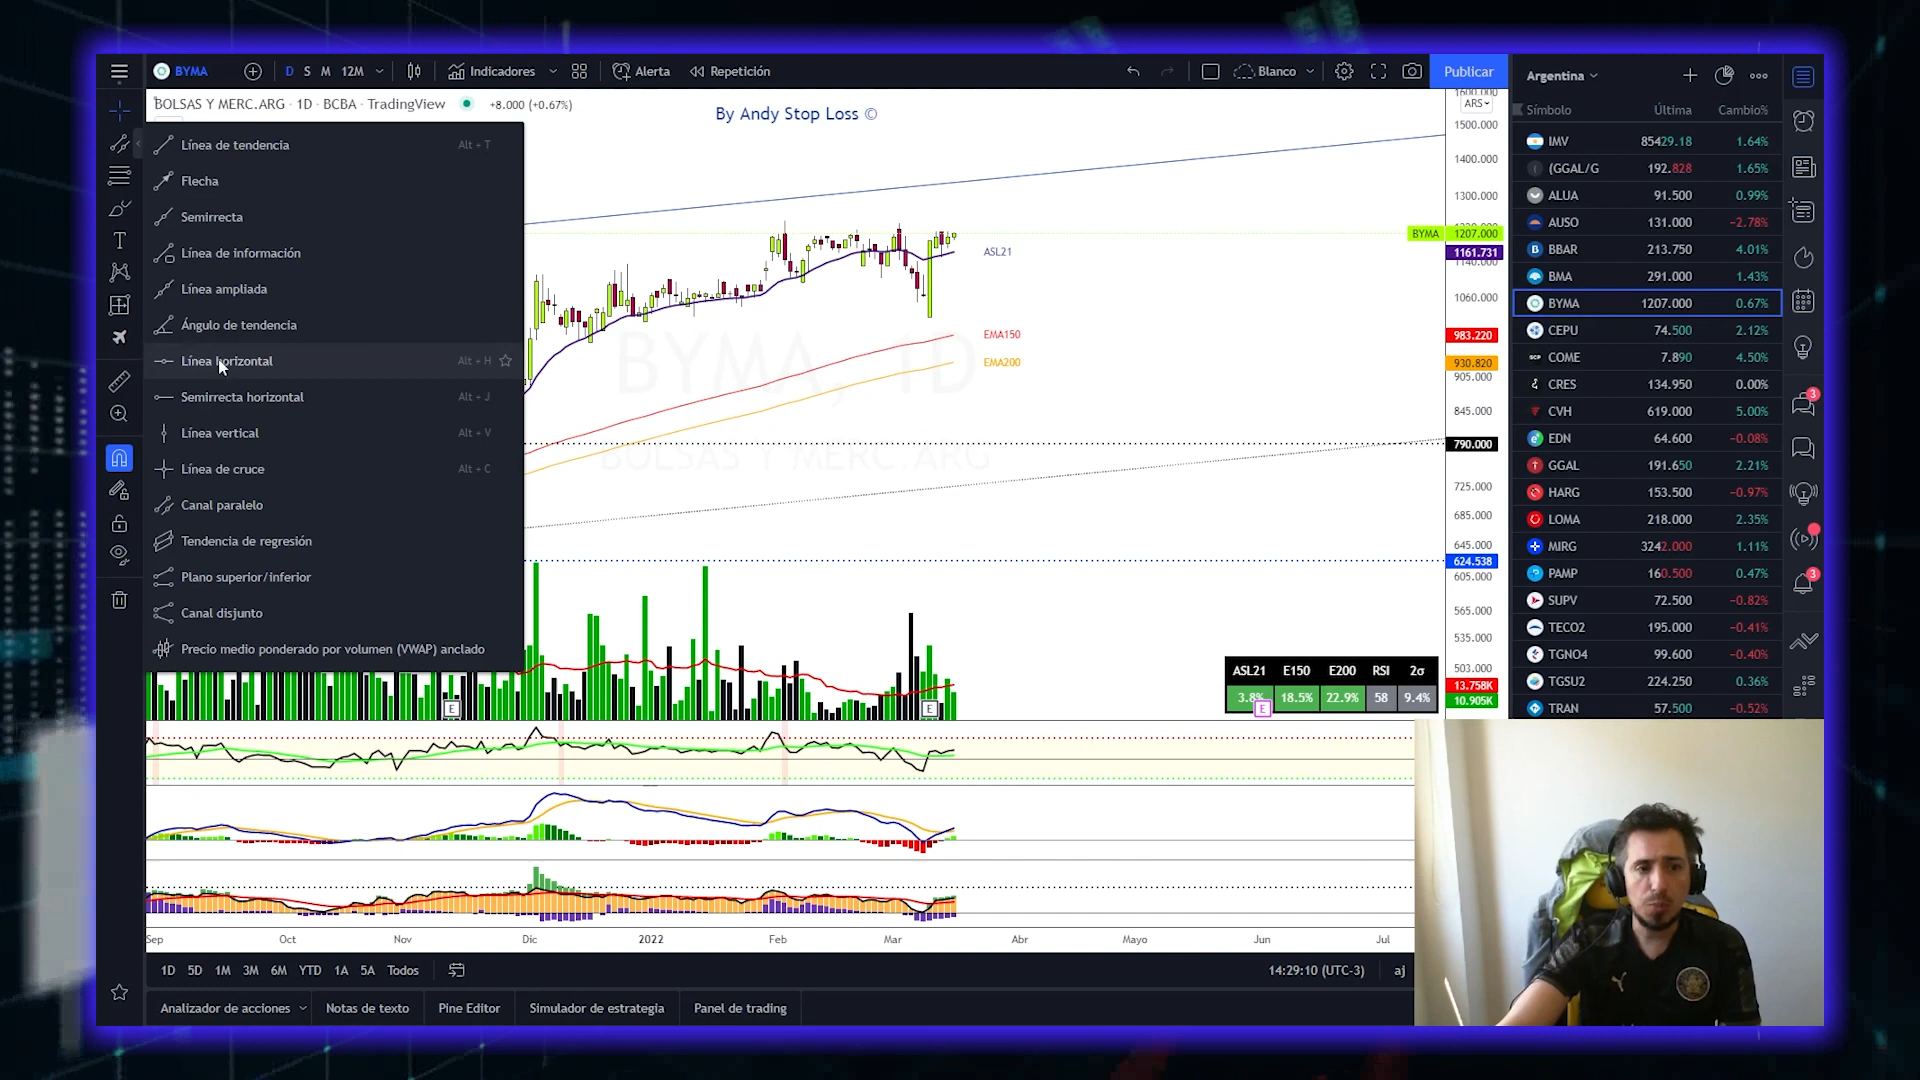 BYMA
D S M 12M
Indicadores
Alerta
Repetición
Blanco
Publicar
BOLSAS Y MERC.ARG · 1D · BCBA · TradingView
+8.000 (+0.67%)
By Andy Stop Loss ©
Línea de tendencia Alt + T
Flecha
Semirrecta
Línea de información
Línea ampliada
Ángulo de tendencia
Línea horizontal Alt + H
Semirrecta horizontal Alt + J
Línea vertical Alt + V
Línea de cruce Alt + C
Canal paralelo
Tendencia de regresión
Plano superior/inferior
Canal disjunto
Precio medio ponderado por volumen (VWAP) anclado
ASL21
EMA150
EMA200
BYMA, 1D
BOLSAS Y MERC.ARG
ARS
1500.000
1400.000
1300.000
BYMA 1207.000
1161.731
1140.000
1060.000
983.220
930.820
905.000
845.000
790.000
725.000
685.000
645.000
624.538
605.000
565.000
535.000
503.000
13.758K
10.905K
ASL21 E150 E200 RSI 2σ
3.8% 18.5% 22.9% 58 9.4%
E
E
E
Sep Oct Nov Dic 2022 Feb Mar Abr Mayo Jun Jul
1D 5D 1M 3M 6M YTD 1A 5A Todos
14:29:10 (UTC-3)
aj
Analizador de acciones
Notas de texto
Pine Editor
Simulador de estrategia
Panel de trading
Argentina
Símbolo Última Cambio%
IMV 85429.18 1.64%
(GGAL/G 192.828 1.65%
ALUA 91.500 0.99%
AUSO 131.000 −2.78%
BBAR 213.750 4.01%
BMA 291.000 1.43%
BYMA 1207.000 0.67%
CEPU 74.500 2.12%
COME 7.890 4.50%
CRES 134.950 0.00%
CVH 619.000 5.00%
EDN 64.600 −0.08%
GGAL 191.650 2.21%
HARG 153.500 −0.97%
LOMA 218.000 2.35%
MIRG 3242.000 1.11%
PAMP 160.500 0.47%
SUPV 72.500 −0.82%
TECO2 195.000 −0.41%
TGNO4 99.600 −0.40%
TGSU2 224.250 0.36%
TRAN 57.500 −0.52%
3
3